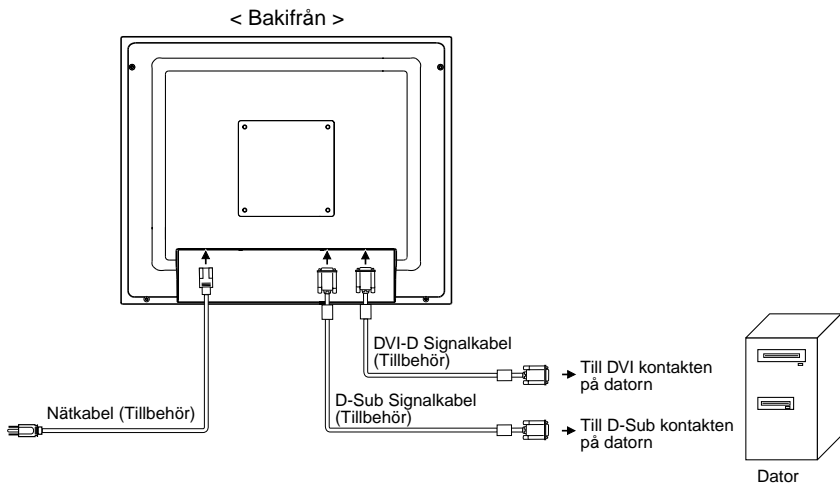 < Bakifrån >
DVI-D Signalkabel
(Tillbehör)
Till DVI kontakten
på datorn
Nätkabel (Tillbehör)
D-Sub Signalkabel
(Tillbehör)
Till D-Sub kontakten
på datorn
Dator